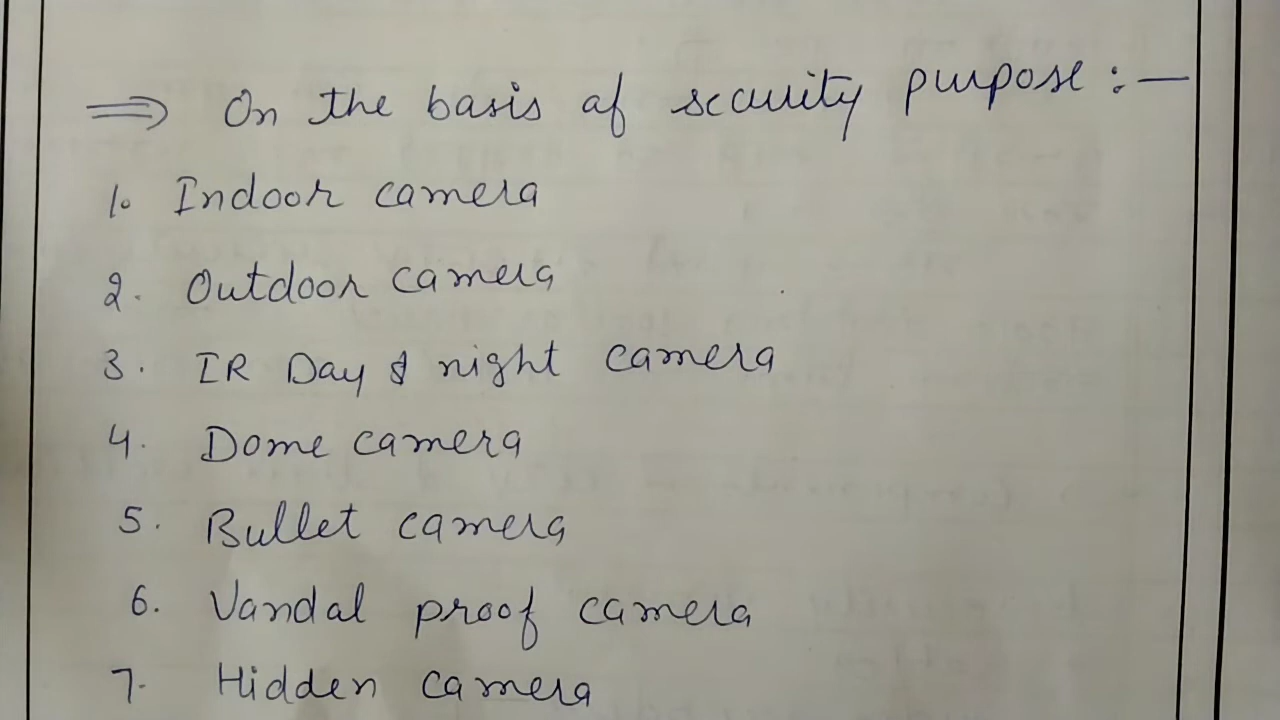 ⇒ On the basis of security purpose :-
1. Indoor camera
2. Outdoor camera
3. IR Day & night camera
4. Dome camera
5. Bullet camera
6. Vandal proof camera
7. Hidden camera